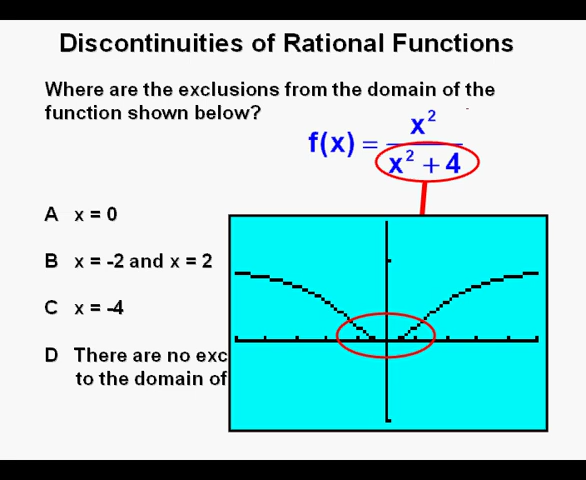 Discontinuities of Rational Functions
Where are the exclusions from the domain of the
function shown below?
f(x) = x² / (x² + 4)
A x = 0
B x = -2 and x = 2
C x = -4
D There are no exc
to the domain of